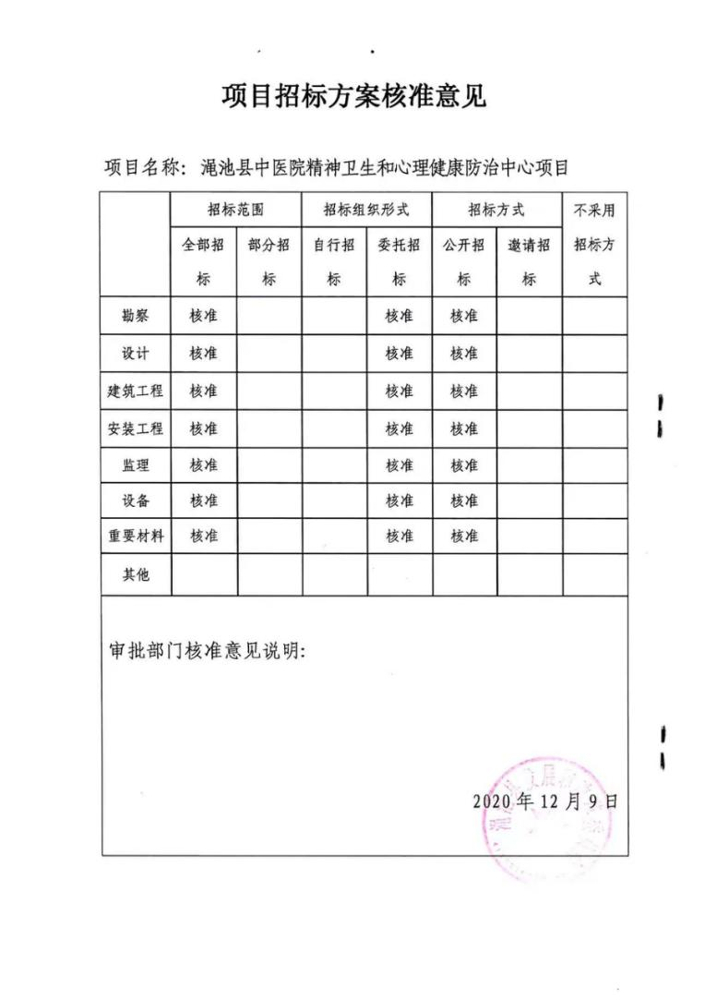 项目招标方案核准意见
项目名称：渑池县中医院精神卫生和心理健康防治中心项目
招标范围 招标组织形式 招标方式 不采用招标方式
全部招标 部分招标 自行招标 委托招标 公开招标 邀请招标
勘察 核准 核准 核准
设计 核准 核准 核准
建筑工程 核准 核准 核准
安装工程 核准 核准 核准
监理 核准 核准 核准
设备 核准 核准 核准
重要材料 核准 核准 核准
其他
审批部门核准意见说明:
2020 年 12 月 9 日